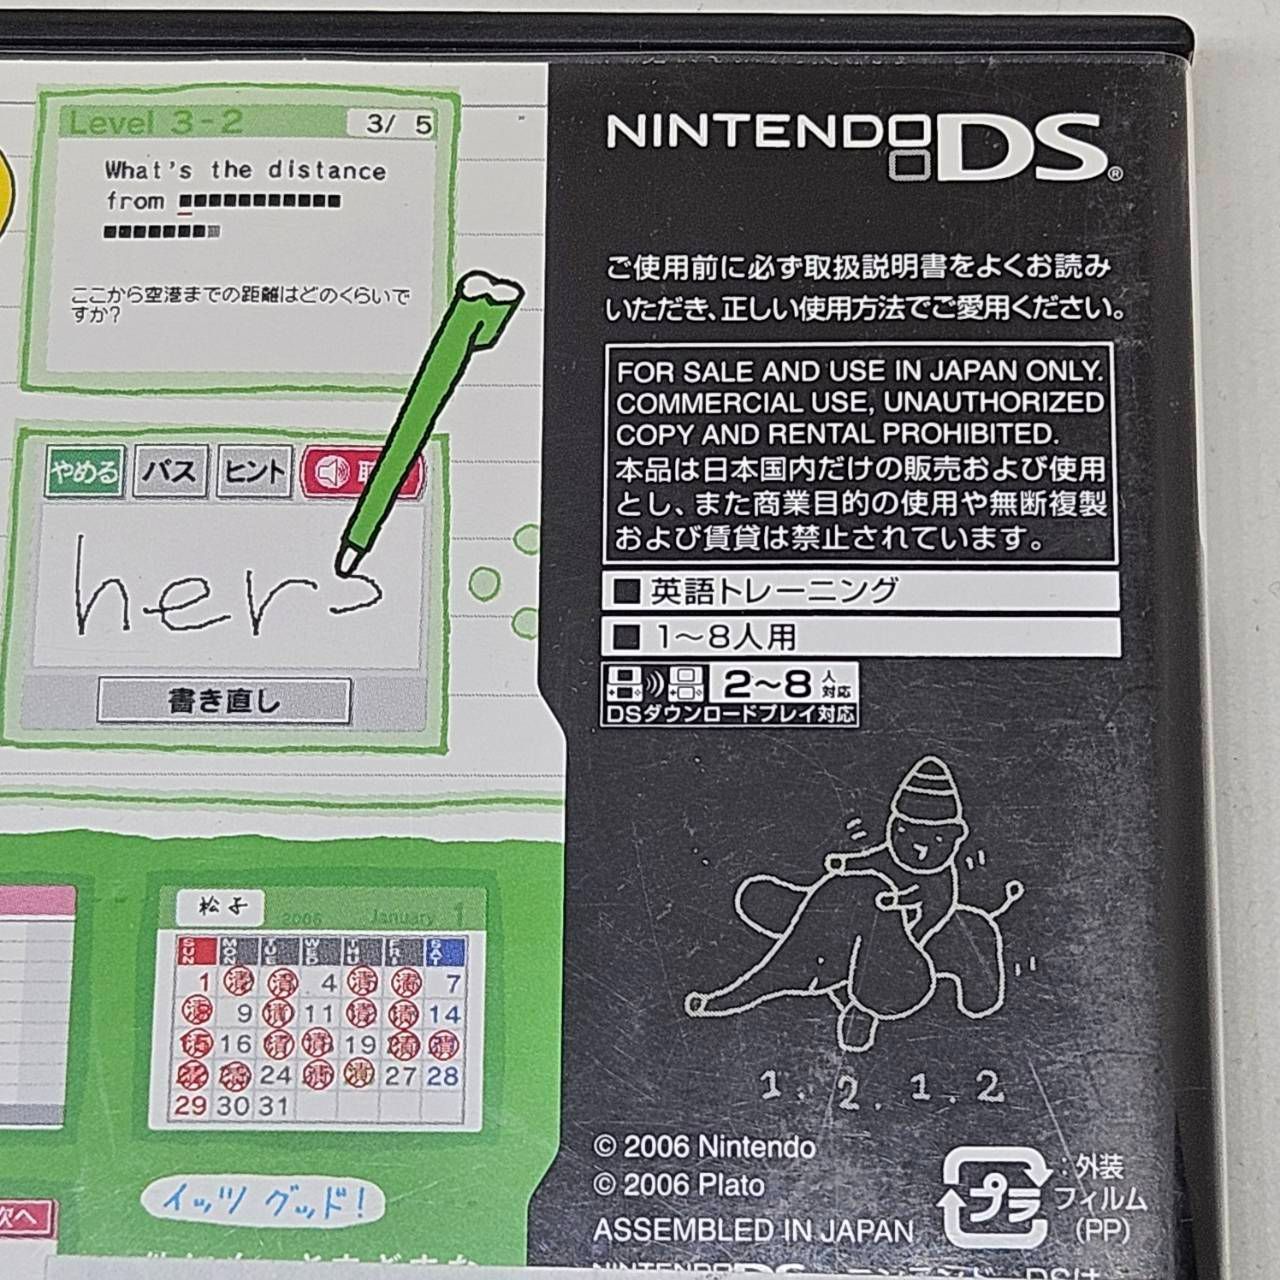 Level 3-2
3/ 5
What's the distance
from
ここから空港までの距離はどのくらいで
すか?
やめる
パス
ヒント
hers
書き直し
松子
2006
January
1
SUN MON TUE WED THU FRI SAT
1 4 7
9 11 14
16 19
24 27 28
29 30 31
イッツ グッド!
次へ
NINTENDO DS®
ご使用前に必ず取扱説明書をよくお読み
いただき、正しい使用方法でご愛用ください。
FOR SALE AND USE IN JAPAN ONLY.
COMMERCIAL USE, UNAUTHORIZED
COPY AND RENTAL PROHIBITED.
本品は日本国内だけの販売および使用
とし、また商業目的の使用や無断複製
および賃貸は禁止されています。
■ 英語トレーニング
■ 1〜8人用
2〜8人対応
DSダウンロードプレイ対応
1.2.1.2
© 2006 Nintendo
© 2006 Plato
ASSEMBLED IN JAPAN
プラ
:外装
フィルム
(PP)